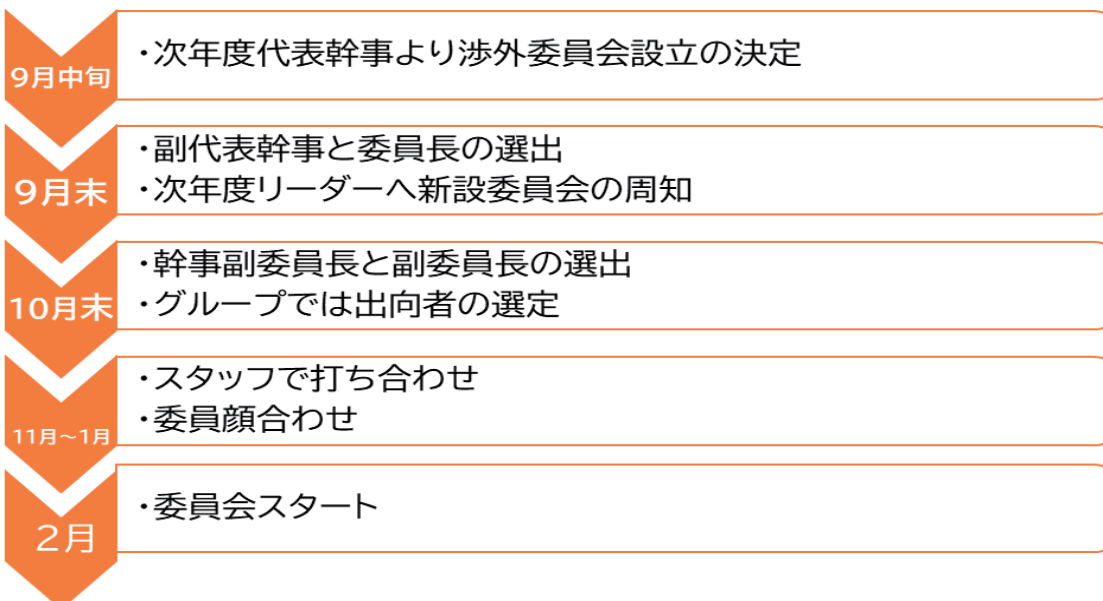 9月中旬
・次年度代表幹事より渉外委員会設立の決定
9月末
・副代表幹事と委員長の選出
・次年度リーダーへ新設委員会の周知
10月末
・幹事副委員長と副委員長の選出
・グループでは出向者の選定
11月～1月
・スタッフで打ち合わせ
・委員顔合わせ
２月
・委員会スタート